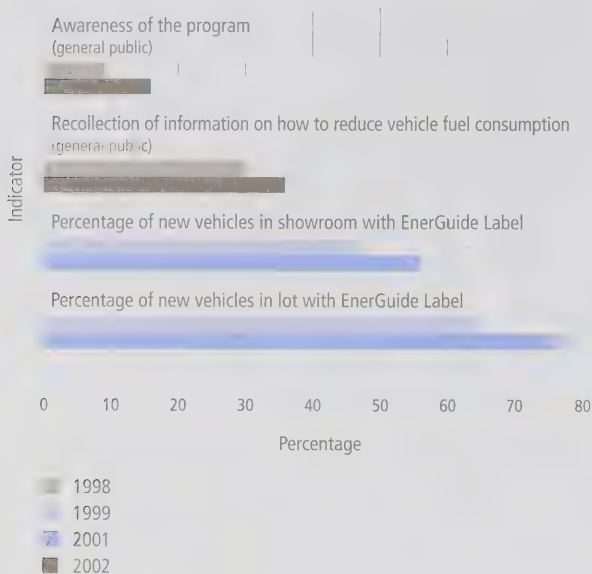 Awareness of the program
(general public)
Recollection of information on how to reduce vehicle fuel consumption
(general public)
Indicator
Percentage of new vehicles in showroom with EnerGuide Label
Percentage of new vehicles in lot with EnerGuide Label
0 10 20 30 40 50 60 70 80
Percentage
1998
1999
2001
2002